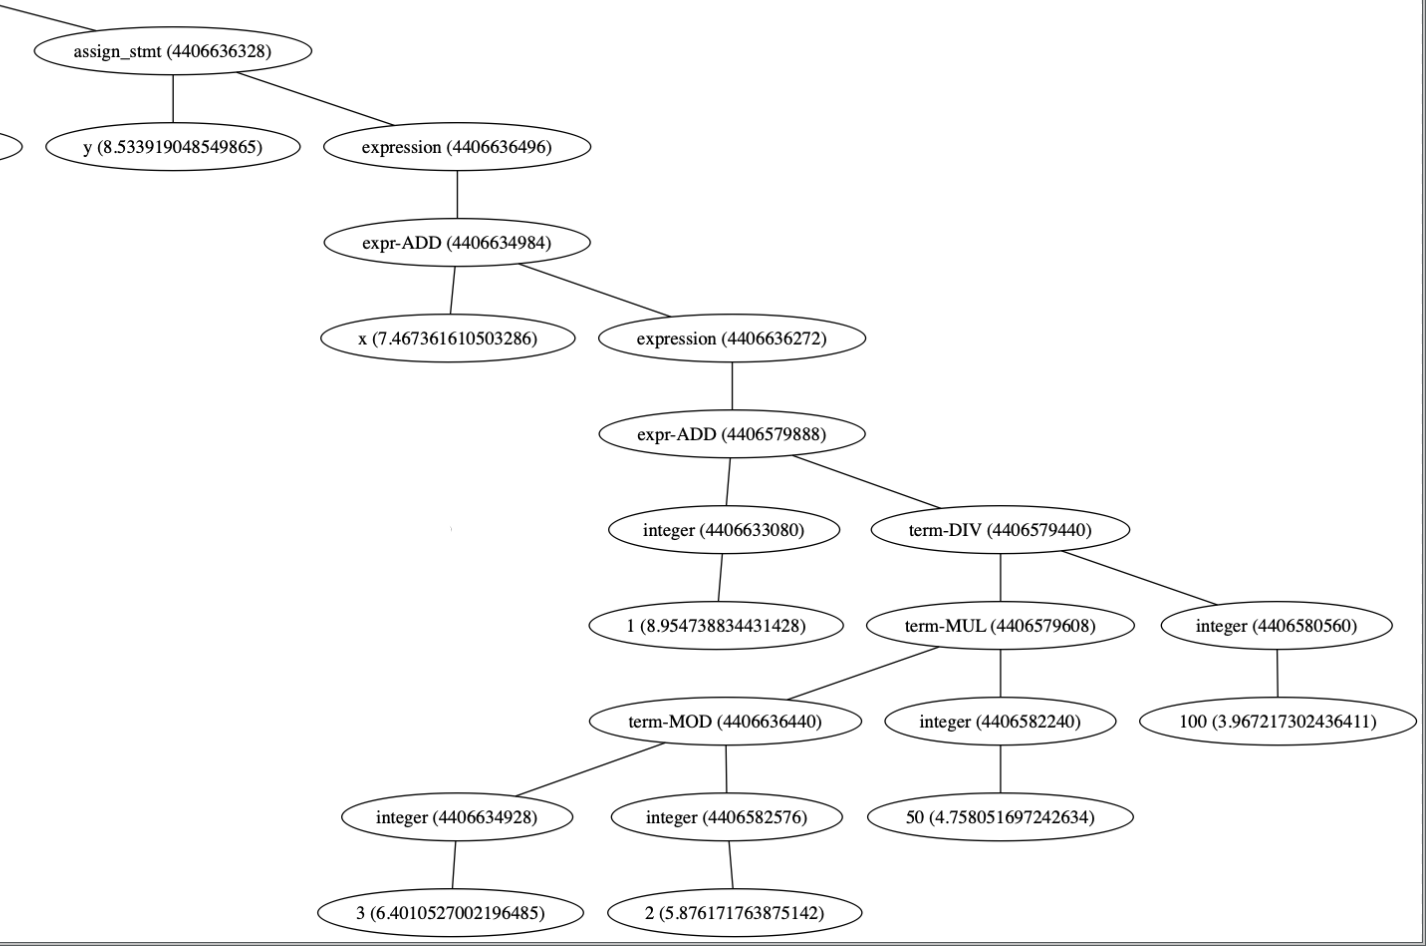 assign_stmt (4406636328)
y (8.533919048549865)
expression (4406636496)
expr-ADD (4406634984)
x (7.467361610503286)
expression (4406636272)
expr-ADD (4406579888)
integer (4406633080)
term-DIV (4406579440)
1 (8.954738834431428)
term-MUL (4406579608)
integer (4406580560)
term-MOD (4406636440)
integer (4406582240)
100 (3.967217302436411)
integer (4406634928)
integer (4406582576)
50 (4.758051697242634)
3 (6.4010527002196485)
2 (5.876171763875142)